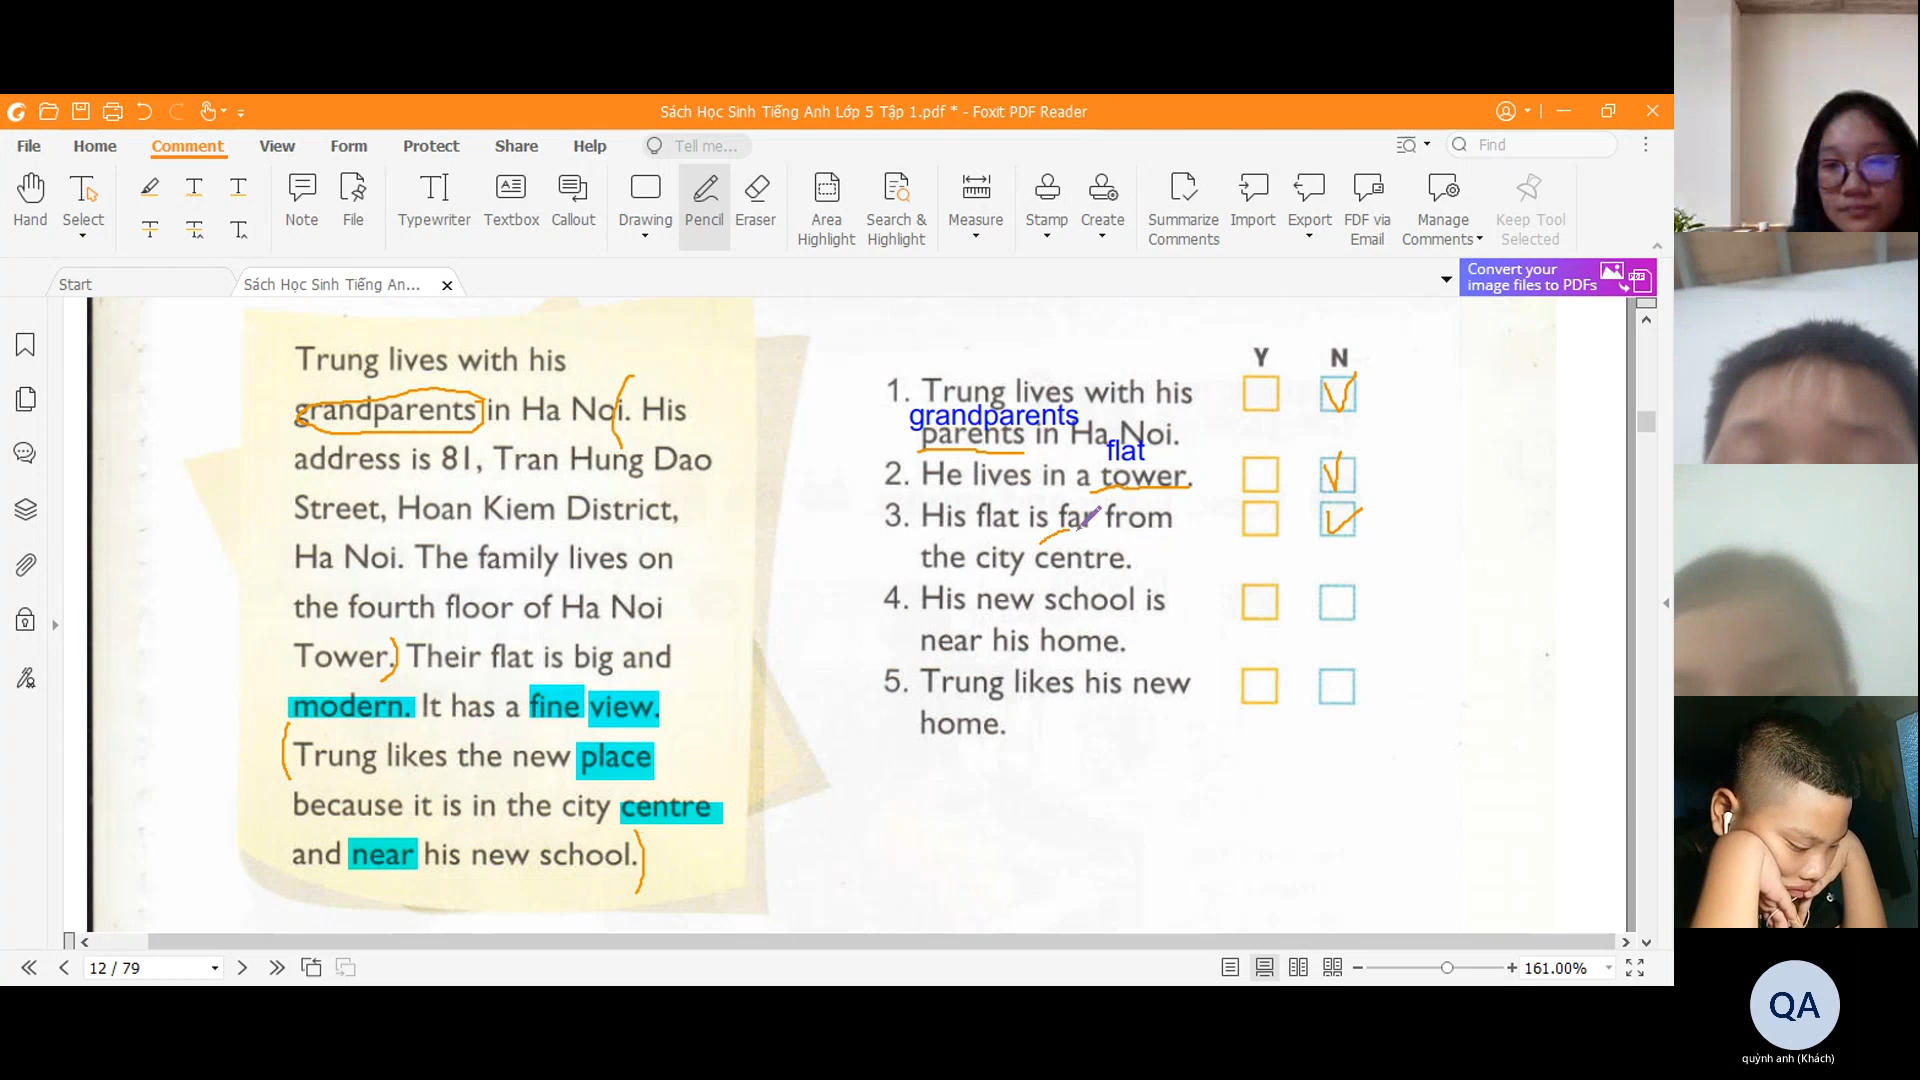 Sách Học Sinh Tiếng Anh Lớp 5 Tập 1.pdf * - Foxit PDF Reader
File Home Comment View Form Protect Share Help Tell me... Find
Hand Select Note File Typewriter Textbox Callout Drawing Pencil Eraser Area Highlight Search & Highlight Measure Stamp Create Summarize Comments Import Export FDF via Email Manage Comments Keep Tool Selected
Start Sách Học Sinh Tiếng An...
Convert your
image files to PDFs
PDF
Trung lives with his
grandparents in Ha Noi. His
address is 81, Tran Hung Dao
Street, Hoan Kiem District,
Ha Noi. The family lives on
the fourth floor of Ha Noi
Tower. Their flat is big and
modern. It has a fine view.
Trung likes the new place
because it is in the city centre
and near his new school.
Y N
1. Trung lives with his
grandparents
parents in Ha Noi.
flat
2. He lives in a tower.
3. His flat is far from
the city centre.
4. His new school is
near his home.
5. Trung likes his new
home.
12 / 79
161.00%
QA
quỳnh anh (Khách)